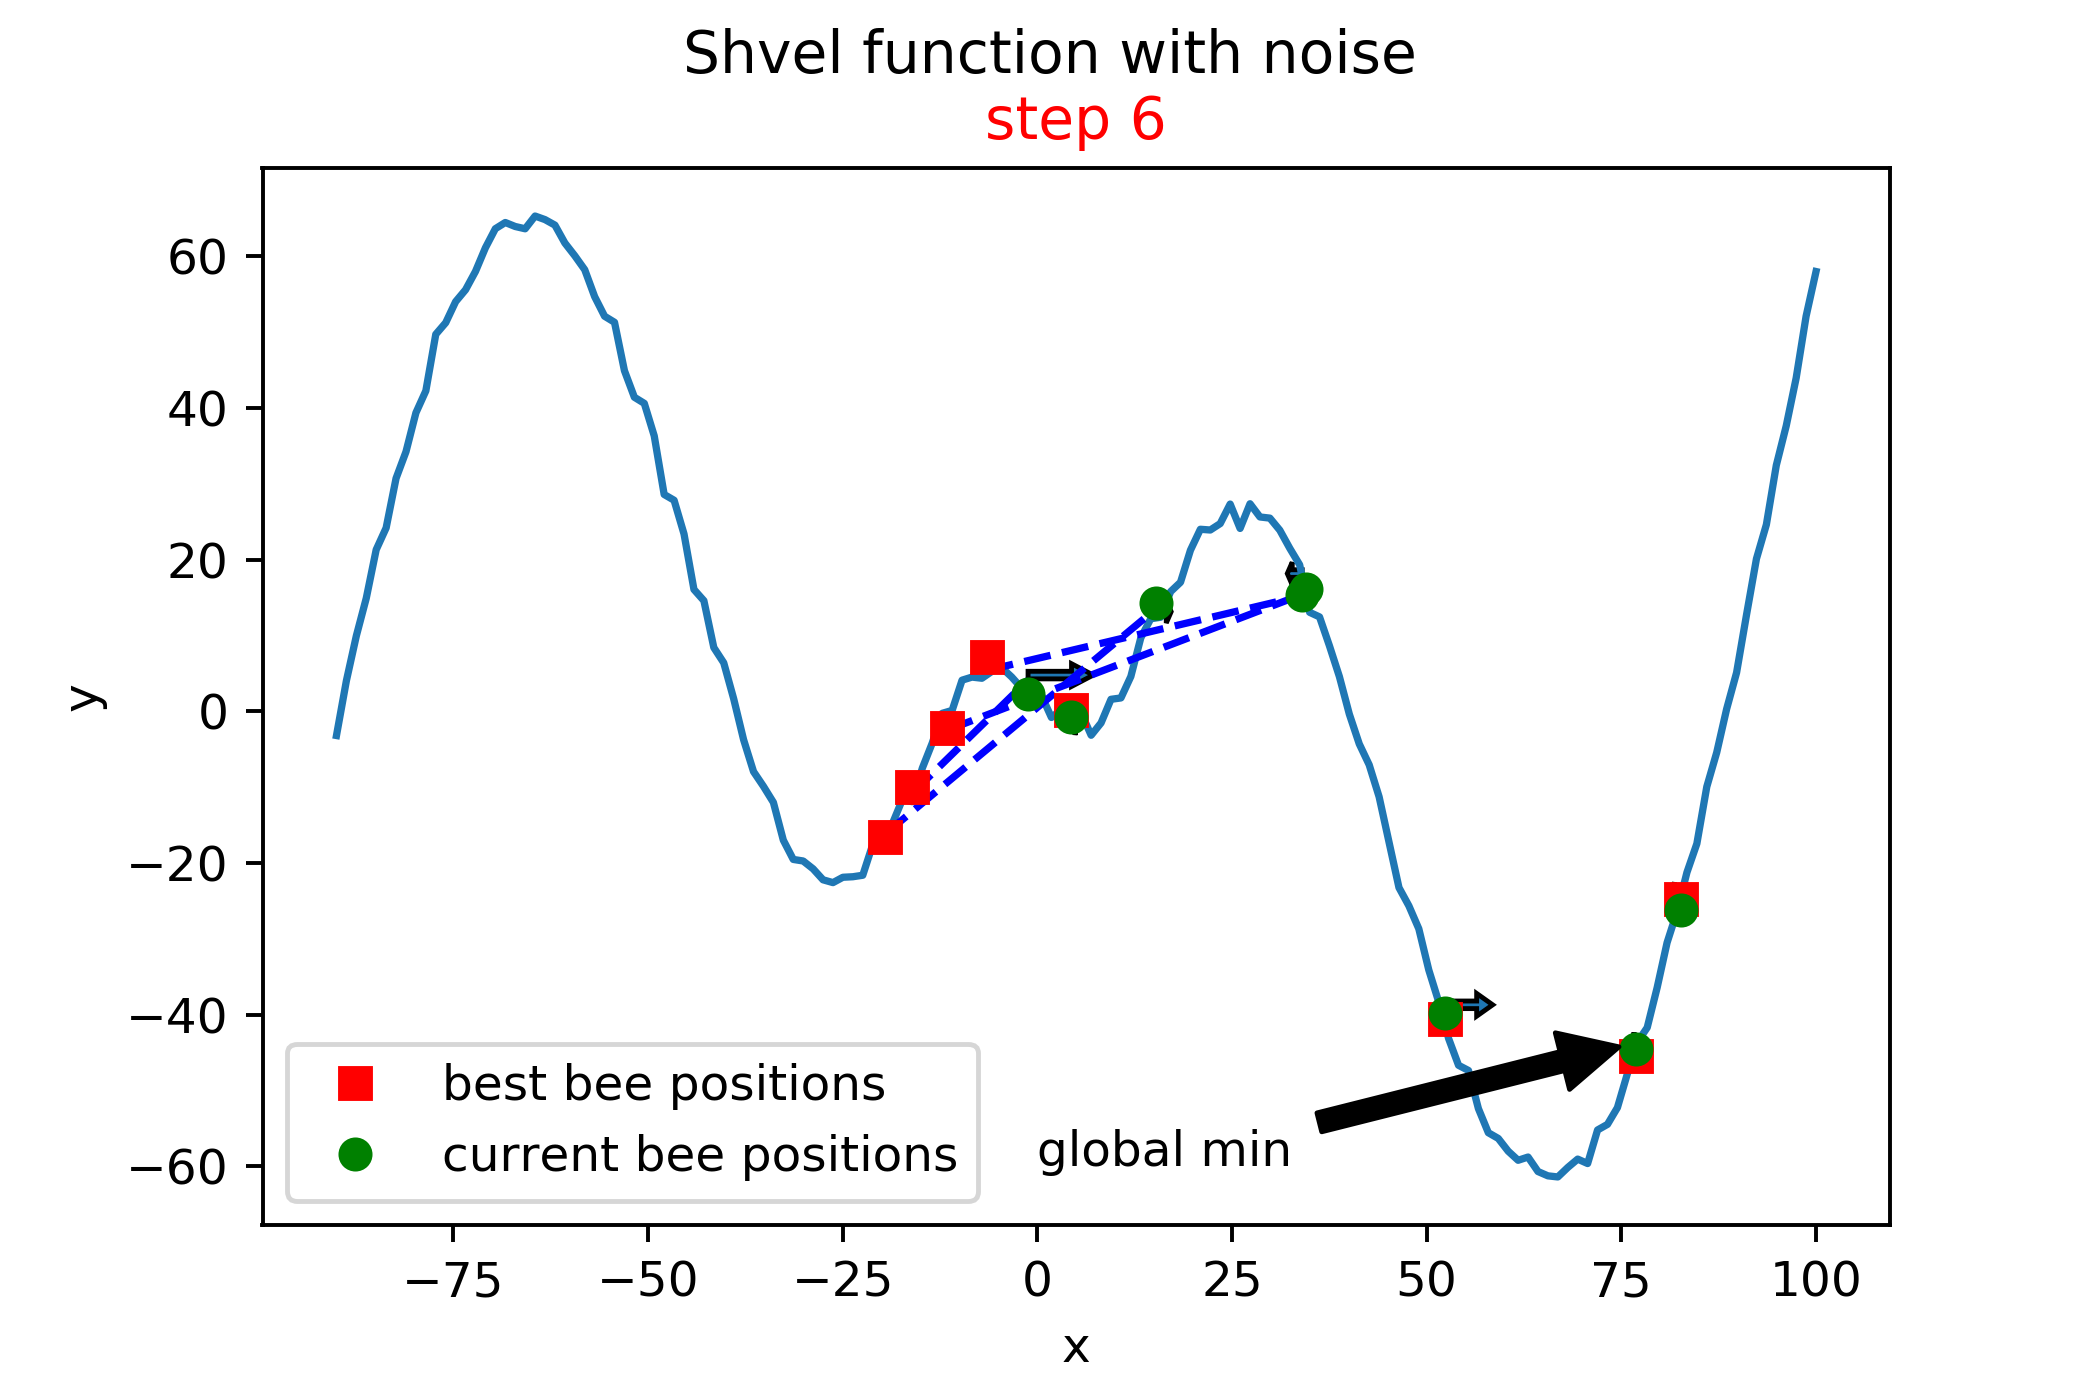 Shvel function with noise
step 6
60
40
20
0
−20
−40
−60
y
best bee positions
current bee positions
global min
−75 −50 −25 0 25 50 75 100
x